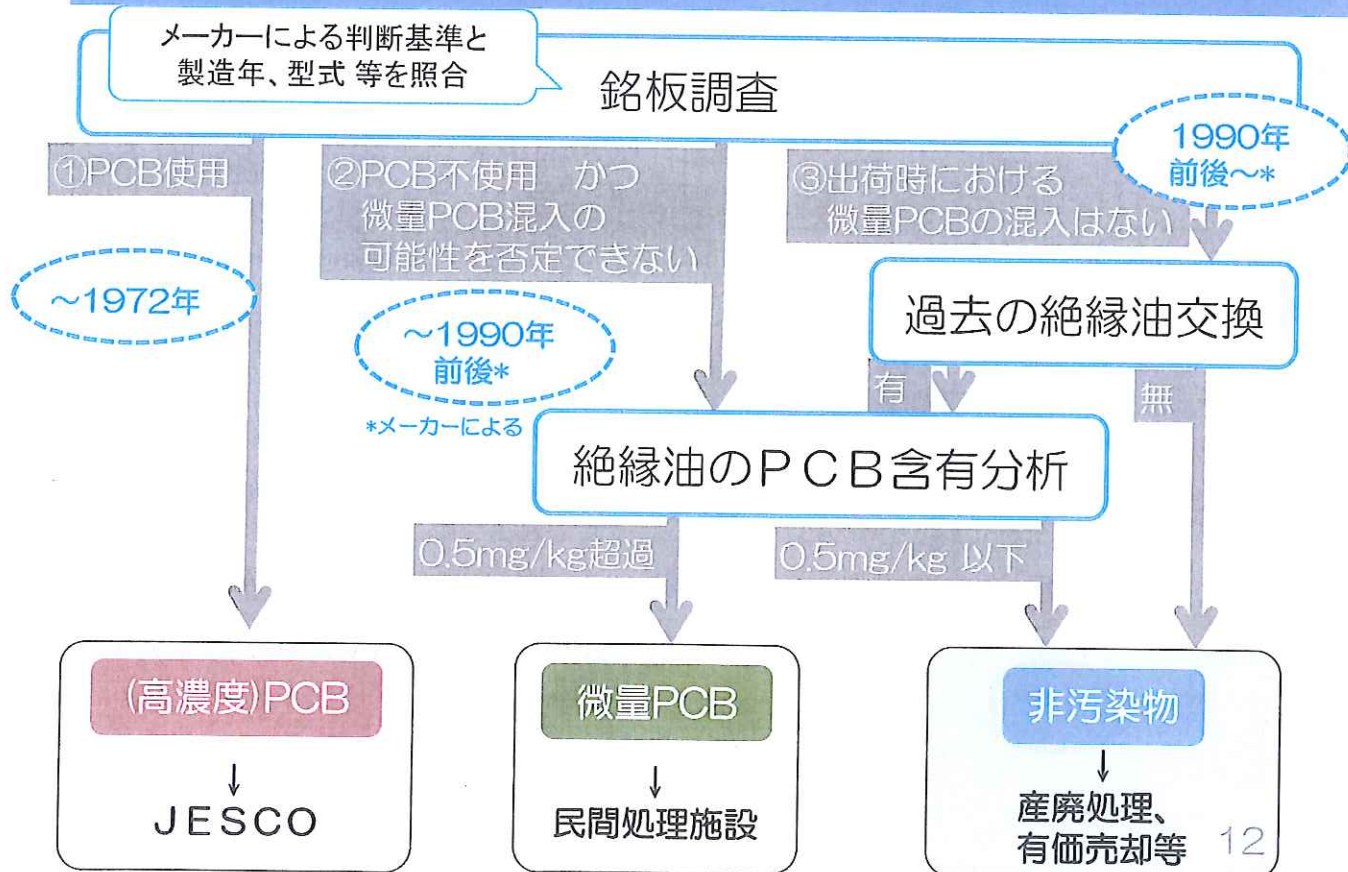 メーカーによる判断基準と
製造年、型式 等を照合
銘板調査
1990年
前後～*
①PCB使用
②PCB不使用　かつ
微量PCB混入の
可能性を否定できない
③出荷時における
微量PCBの混入はない
～1972年
～1990年
前後*
*メーカーによる
過去の絶縁油交換
有
無
絶縁油のＰＣＢ含有分析
0.5mg/kg超過
0.5mg/kg 以下
(高濃度)PCB
↓
JESCO
微量PCB
↓
民間処理施設
非汚染物
↓
産廃処理、
有価売却等
12